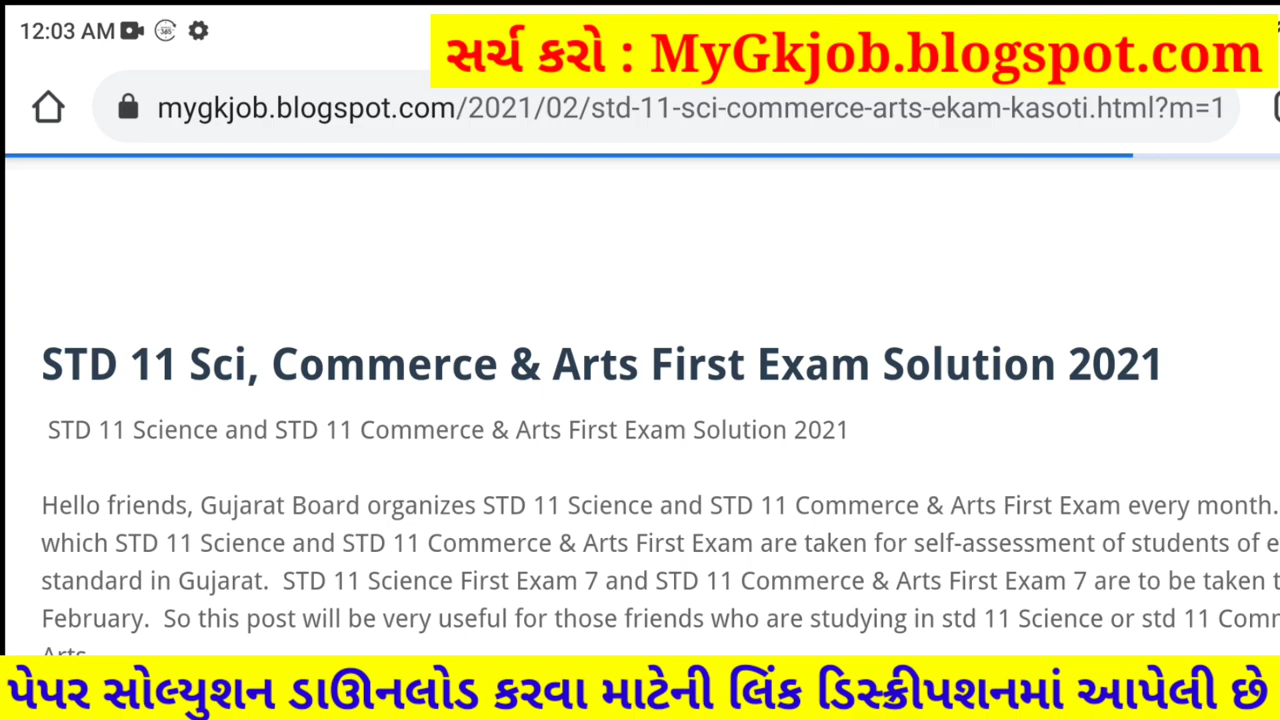 12:03 AM
સર્ચ કરો : MyGkjob.blogspot.com
mygkjob.blogspot.com/2021/02/std-11-sci-commerce-arts-ekam-kasoti.html?m=1
STD 11 Sci, Commerce & Arts First Exam Solution 2021
STD 11 Science and STD 11 Commerce & Arts First Exam Solution 2021
Hello friends, Gujarat Board organizes STD 11 Science and STD 11 Commerce & Arts First Exam every month.
which STD 11 Science and STD 11 Commerce & Arts First Exam are taken for self-assessment of students of
standard in Gujarat. STD 11 Science First Exam 7 and STD 11 Commerce & Arts First Exam 7 are to be taken
February. So this post will be very useful for those friends who are studying in std 11 Science or std 11
પેપર સોલ્યુશન ડાઊનલોડ કરવા માટેની લિંક ડિસ્ક્રીપશનમાં આપેલી છે